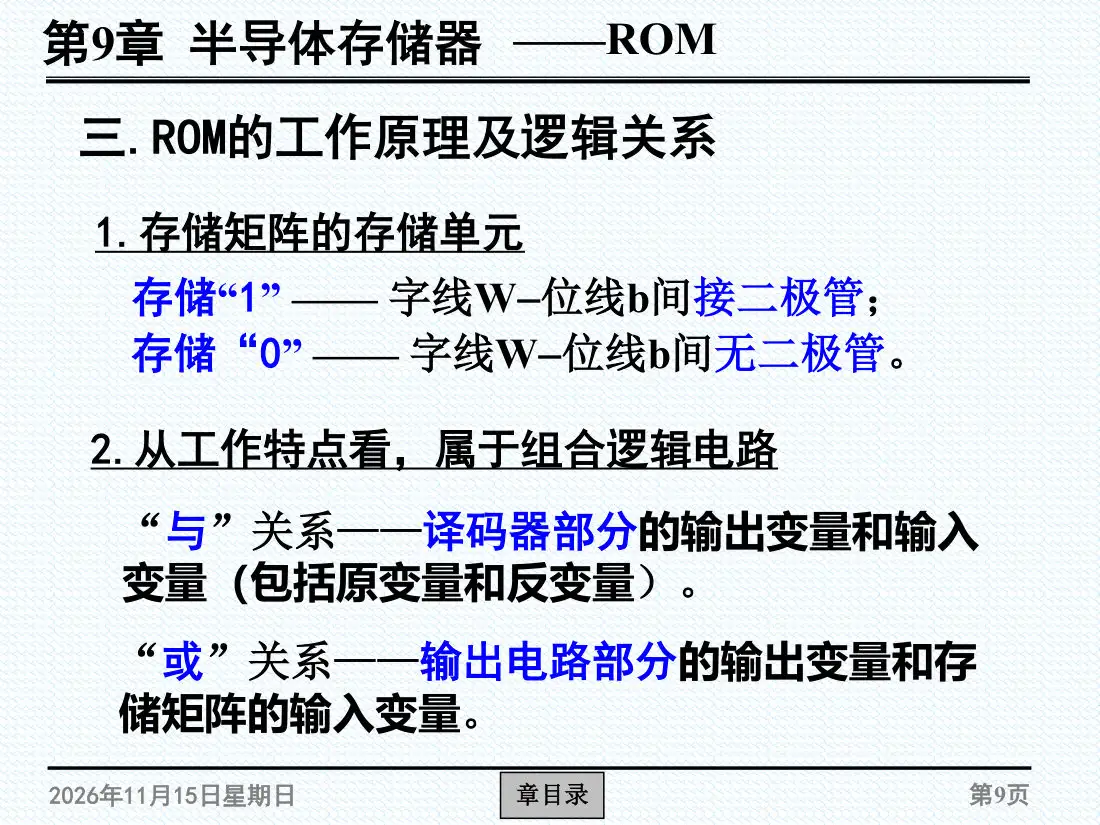 第9章 半导体存储器 ——ROM
三.ROM的工作原理及逻辑关系
1.存储矩阵的存储单元
存储“1” —— 字线W–位线b间接二极管；
存储“0” —— 字线W–位线b间无二极管。
2.从工作特点看，属于组合逻辑电路
“与”关系——译码器部分的输出变量和输入
变量（包括原变量和反变量）。
“或”关系——输出电路部分的输出变量和存
储矩阵的输入变量。
2026年11月15日星期日 章目录 第9页